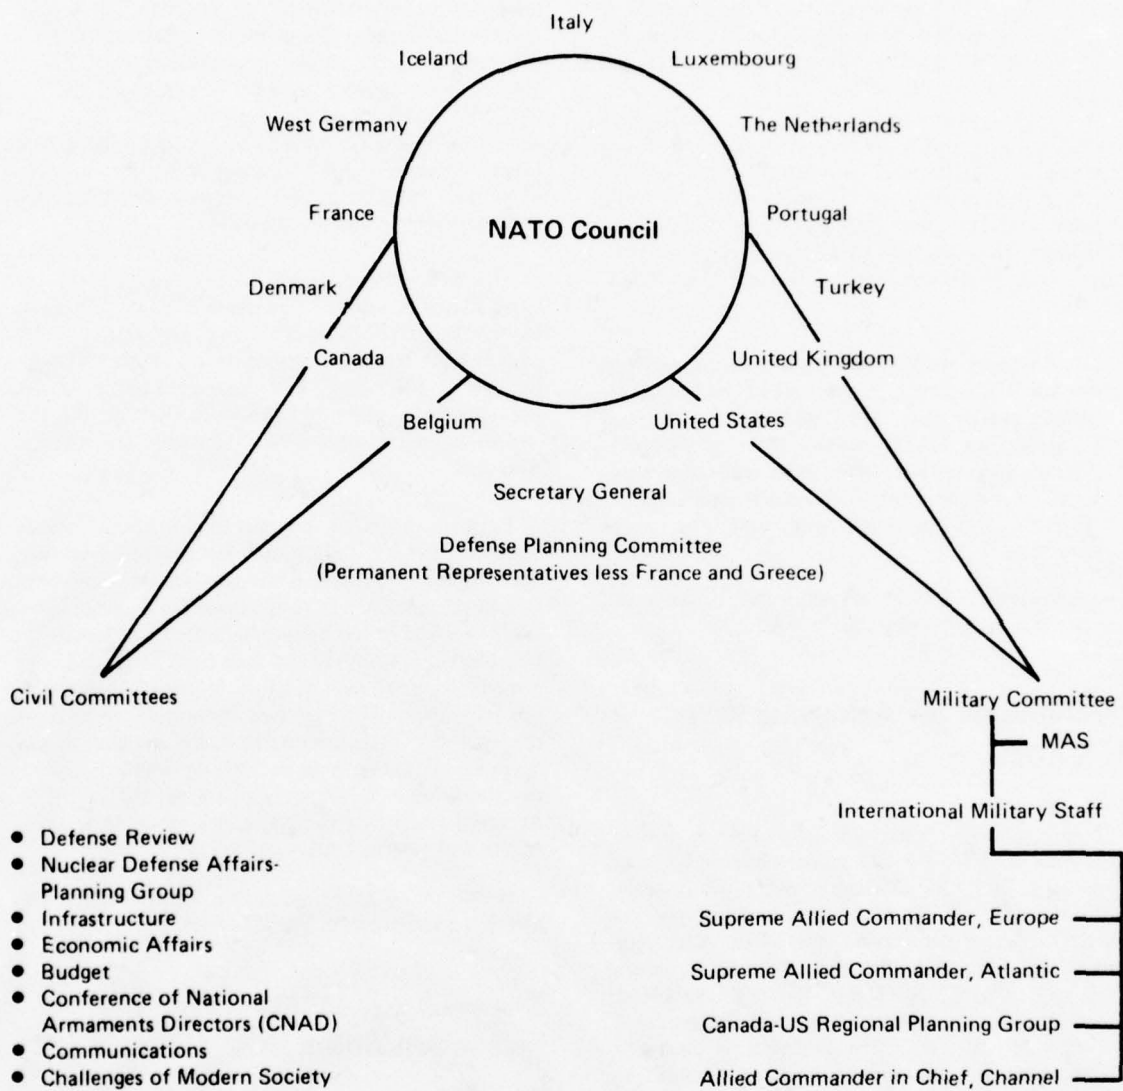 Italy
Iceland
Luxembourg
West Germany
The Netherlands
France
NATO Council
Portugal
Denmark
Turkey
Canada
United Kingdom
Belgium
United States
Secretary General
Defense Planning Committee
(Permanent Representatives less France and Greece)
Civil Committees
Military Committee
MAS
International Military Staff
• Defense Review
• Nuclear Defense Affairs-
Planning Group
• Infrastructure
• Economic Affairs
• Budget
• Conference of National
Armaments Directors (CNAD)
• Communications
• Challenges of Modern Society
Supreme Allied Commander, Europe
Supreme Allied Commander, Atlantic
Canada-US Regional Planning Group
Allied Commander in Chief, Channel